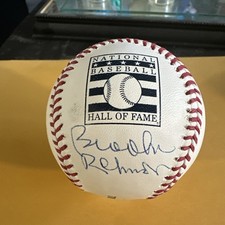 NATIONAL
BASEBALL
HALL OF FAME
Brooks
Robinson